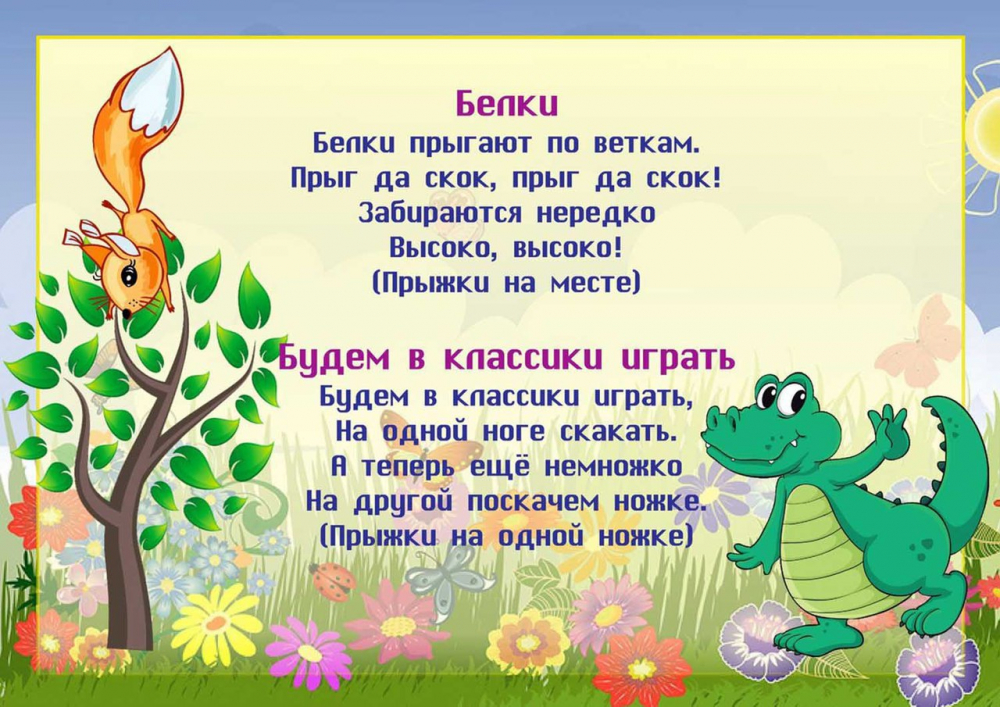 Белки
Белки прыгают по веткам.
Прыг да скок, прыг да скок!
Забираются нередко
Высоко, высоко!
(Прыжки на месте)
Будем в классики играть
Будем в классики играть,
На одной ноге скакать.
А теперь ещё немножко
На другой поскачем ножке.
(Прыжки на одной ножке)